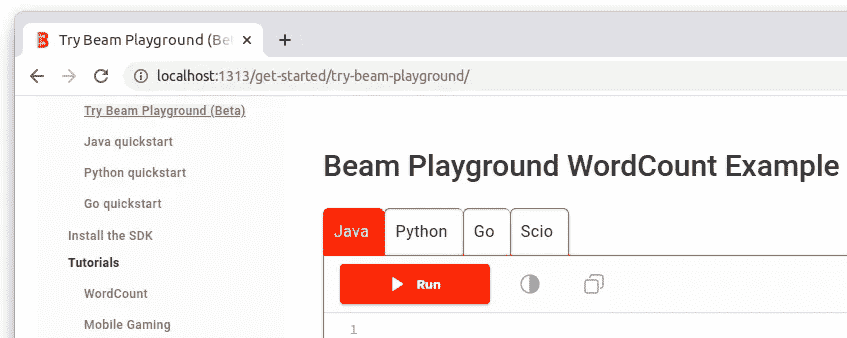 Try Beam Playground (Be
localhost:1313/get-started/try-beam-playground/
Try Beam Playground (Beta)
Java quickstart
Python quickstart
Go quickstart
Install the SDK
Tutorials
WordCount
Mobile Gaming
Beam Playground WordCount Example
Java Python Go Scio
Run
1